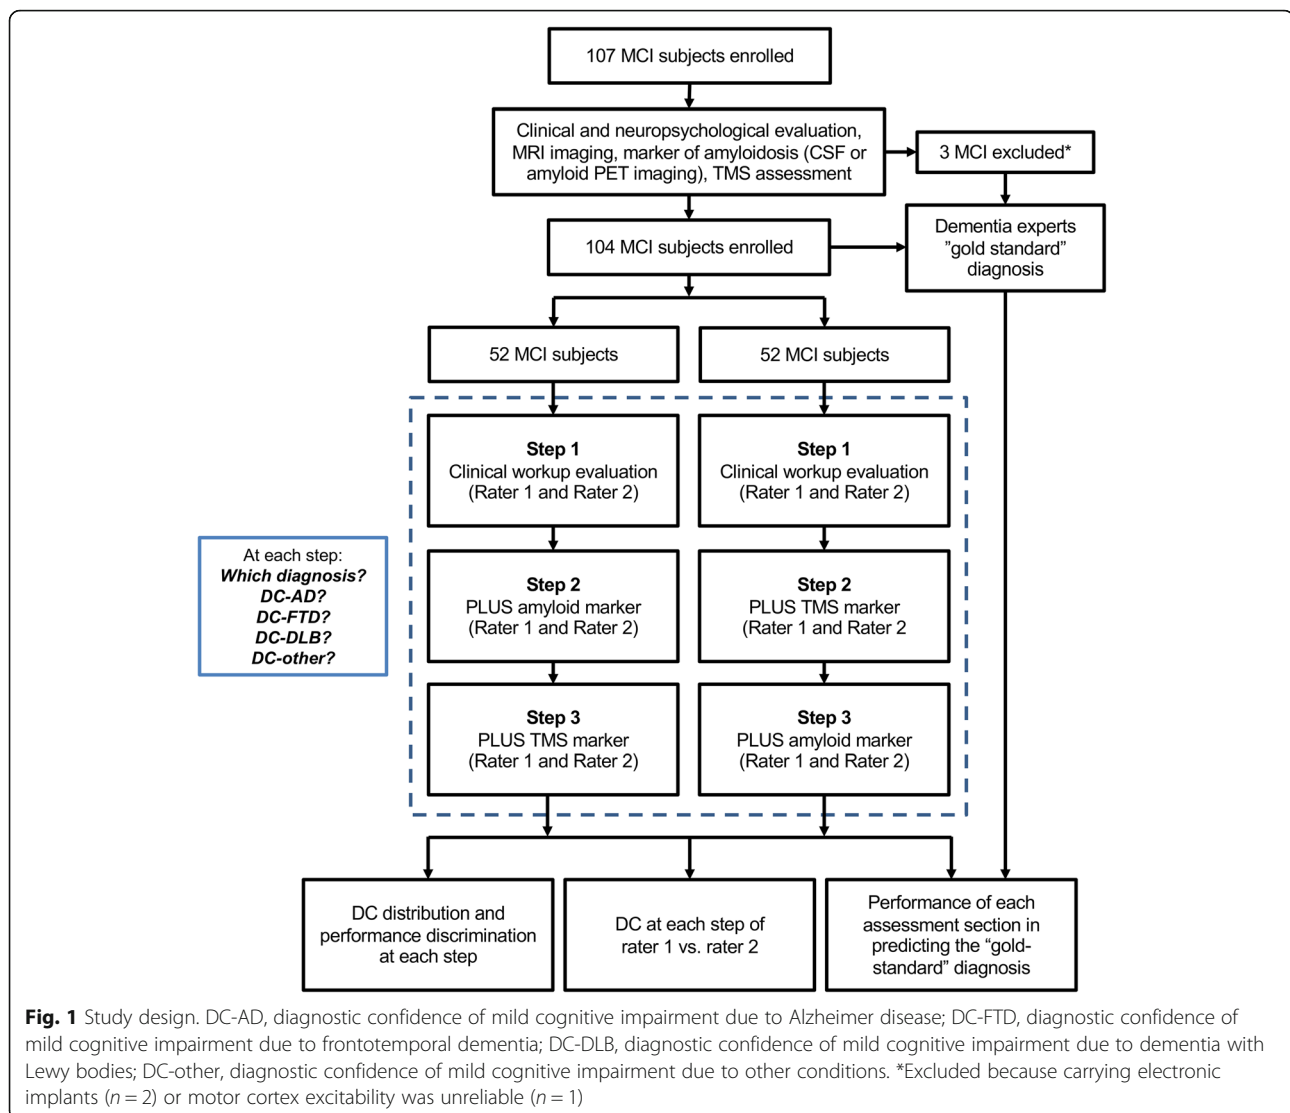 107 MCI subjects enrolled
Clinical and neuropsychological evaluation,
MRI imaging, marker of amyloidosis (CSF or
amyloid PET imaging), TMS assessment
3 MCI excluded*
104 MCI subjects enrolled
Dementia experts
”gold standard”
diagnosis
52 MCI subjects
52 MCI subjects
Step 1
Clinical workup evaluation
(Rater 1 and Rater 2)
Step 1
Clinical workup evaluation
(Rater 1 and Rater 2)
At each step:
Which diagnosis?
DC-AD?
DC-FTD?
DC-DLB?
DC-other?
Step 2
PLUS amyloid marker
(Rater 1 and Rater 2)
Step 2
PLUS TMS marker
(Rater 1 and Rater 2
Step 3
PLUS TMS marker
(Rater 1 and Rater 2)
Step 3
PLUS amyloid marker
(Rater 1 and Rater 2)
DC distribution and
performance discrimination
at each step
DC at each step of
rater 1 vs. rater 2
Performance of each
assessment section in
predicting the “gold-
standard” diagnosis
Fig. 1 Study design. DC-AD, diagnostic confidence of mild cognitive impairment due to Alzheimer disease; DC-FTD, diagnostic confidence of
mild cognitive impairment due to frontotemporal dementia; DC-DLB, diagnostic confidence of mild cognitive impairment due to dementia with
Lewy bodies; DC-other, diagnostic confidence of mild cognitive impairment due to other conditions. *Excluded because carrying electronic
implants (n = 2) or motor cortex excitability was unreliable (n = 1)